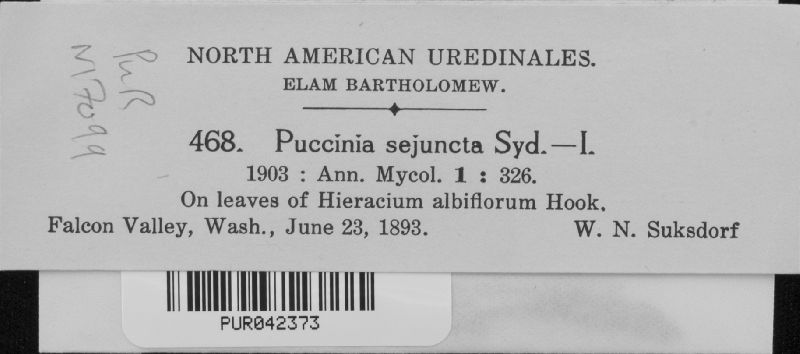 PUR
N17099
NORTH AMERICAN UREDINALES.
ELAM BARTHOLOMEW.
468. Puccinia sejuncta Syd.—I.
1903 : Ann. Mycol. 1 : 326.
On leaves of Hieracium albiflorum Hook.
Falcon Valley, Wash., June 23, 1893. W. N. Suksdorf
PUR042373